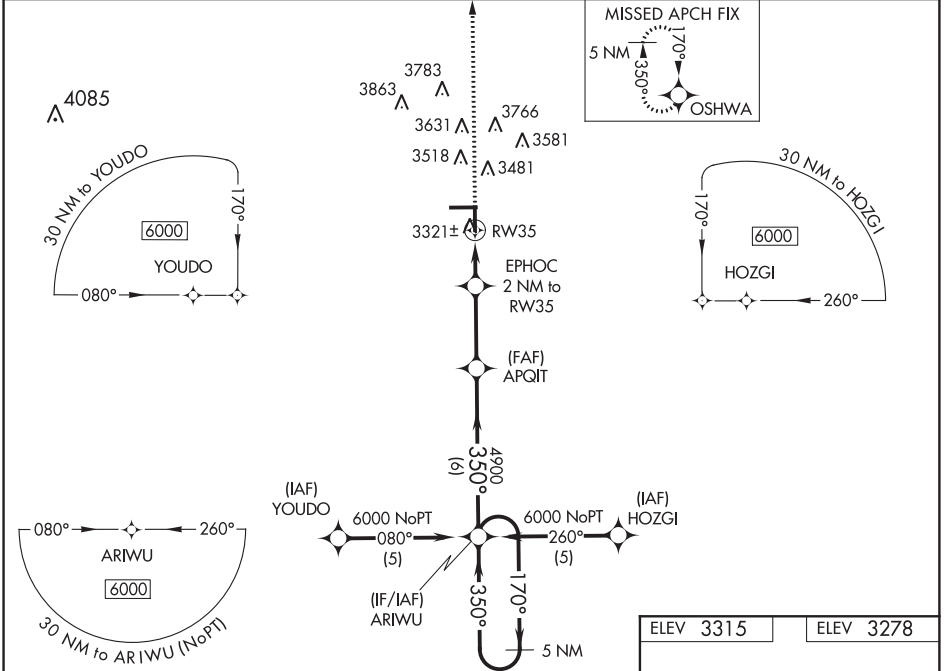 MISSED APCH FIX
5 NM
170°
350°
OSHWA
4085
3783
3863
3766
3631
3581
3518
3481
3321± RW35
30 NM to YOUDO
170°
6000
YOUDO
080°
30 NM to HOZGI
170°
6000
HOZGI
260°
EPHOC
2 NM to
RW35
(FAF)
APQIT
4900
350°
(6)
(IAF)
YOUDO
6000 NoPT
080°
(5)
(IAF)
HOZGI
6000 NoPT
260°
(5)
(IF/IAF)
ARIWU
350°
170°
5 NM
080°
260°
ARIWU
6000
30 NM to ARIWU (NoPT)
ELEV 3315
ELEV 3278